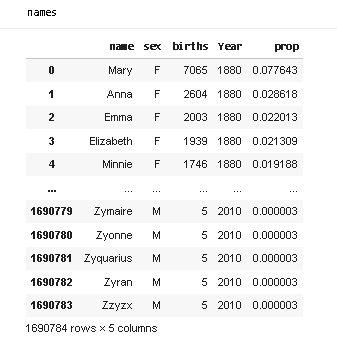 names
name sex births Year prop
0 Mary F 7065 1880 0.077643
1 Anna F 2604 1880 0.028618
2 Emma F 2003 1880 0.022013
3 Elizabeth F 1939 1880 0.021309
4 Minnie F 1746 1880 0.019188
... ... ... ... ... ...
1690779 Zymaire M 5 2010 0.000003
1690780 Zyonne M 5 2010 0.000003
1690781 Zyquarius M 5 2010 0.000003
1690782 Zyran M 5 2010 0.000003
1690783 Zzyzx M 5 2010 0.000003
1690784 rows × 5 columns